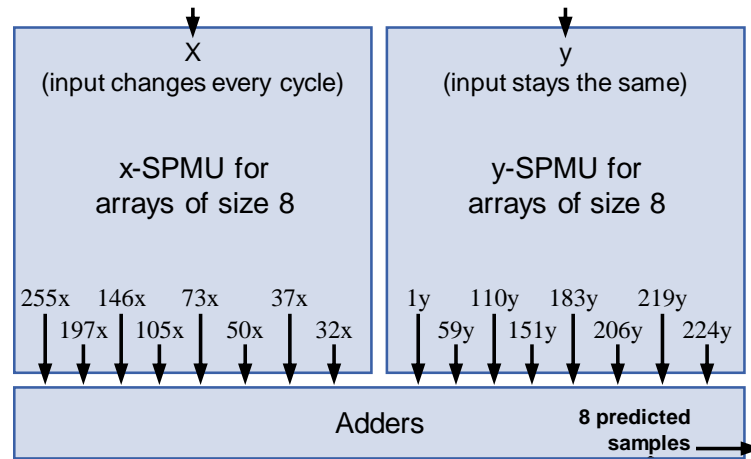 X
(input changes every cycle)
x-SPMU for
arrays of size 8
255x 146x 73x 37x
197x 105x 50x 32x
y
(input stays the same)
y-SPMU for
arrays of size 8
1y 110y 183y 219y
59y 151y 206y 224y
Adders
8 predicted
samples